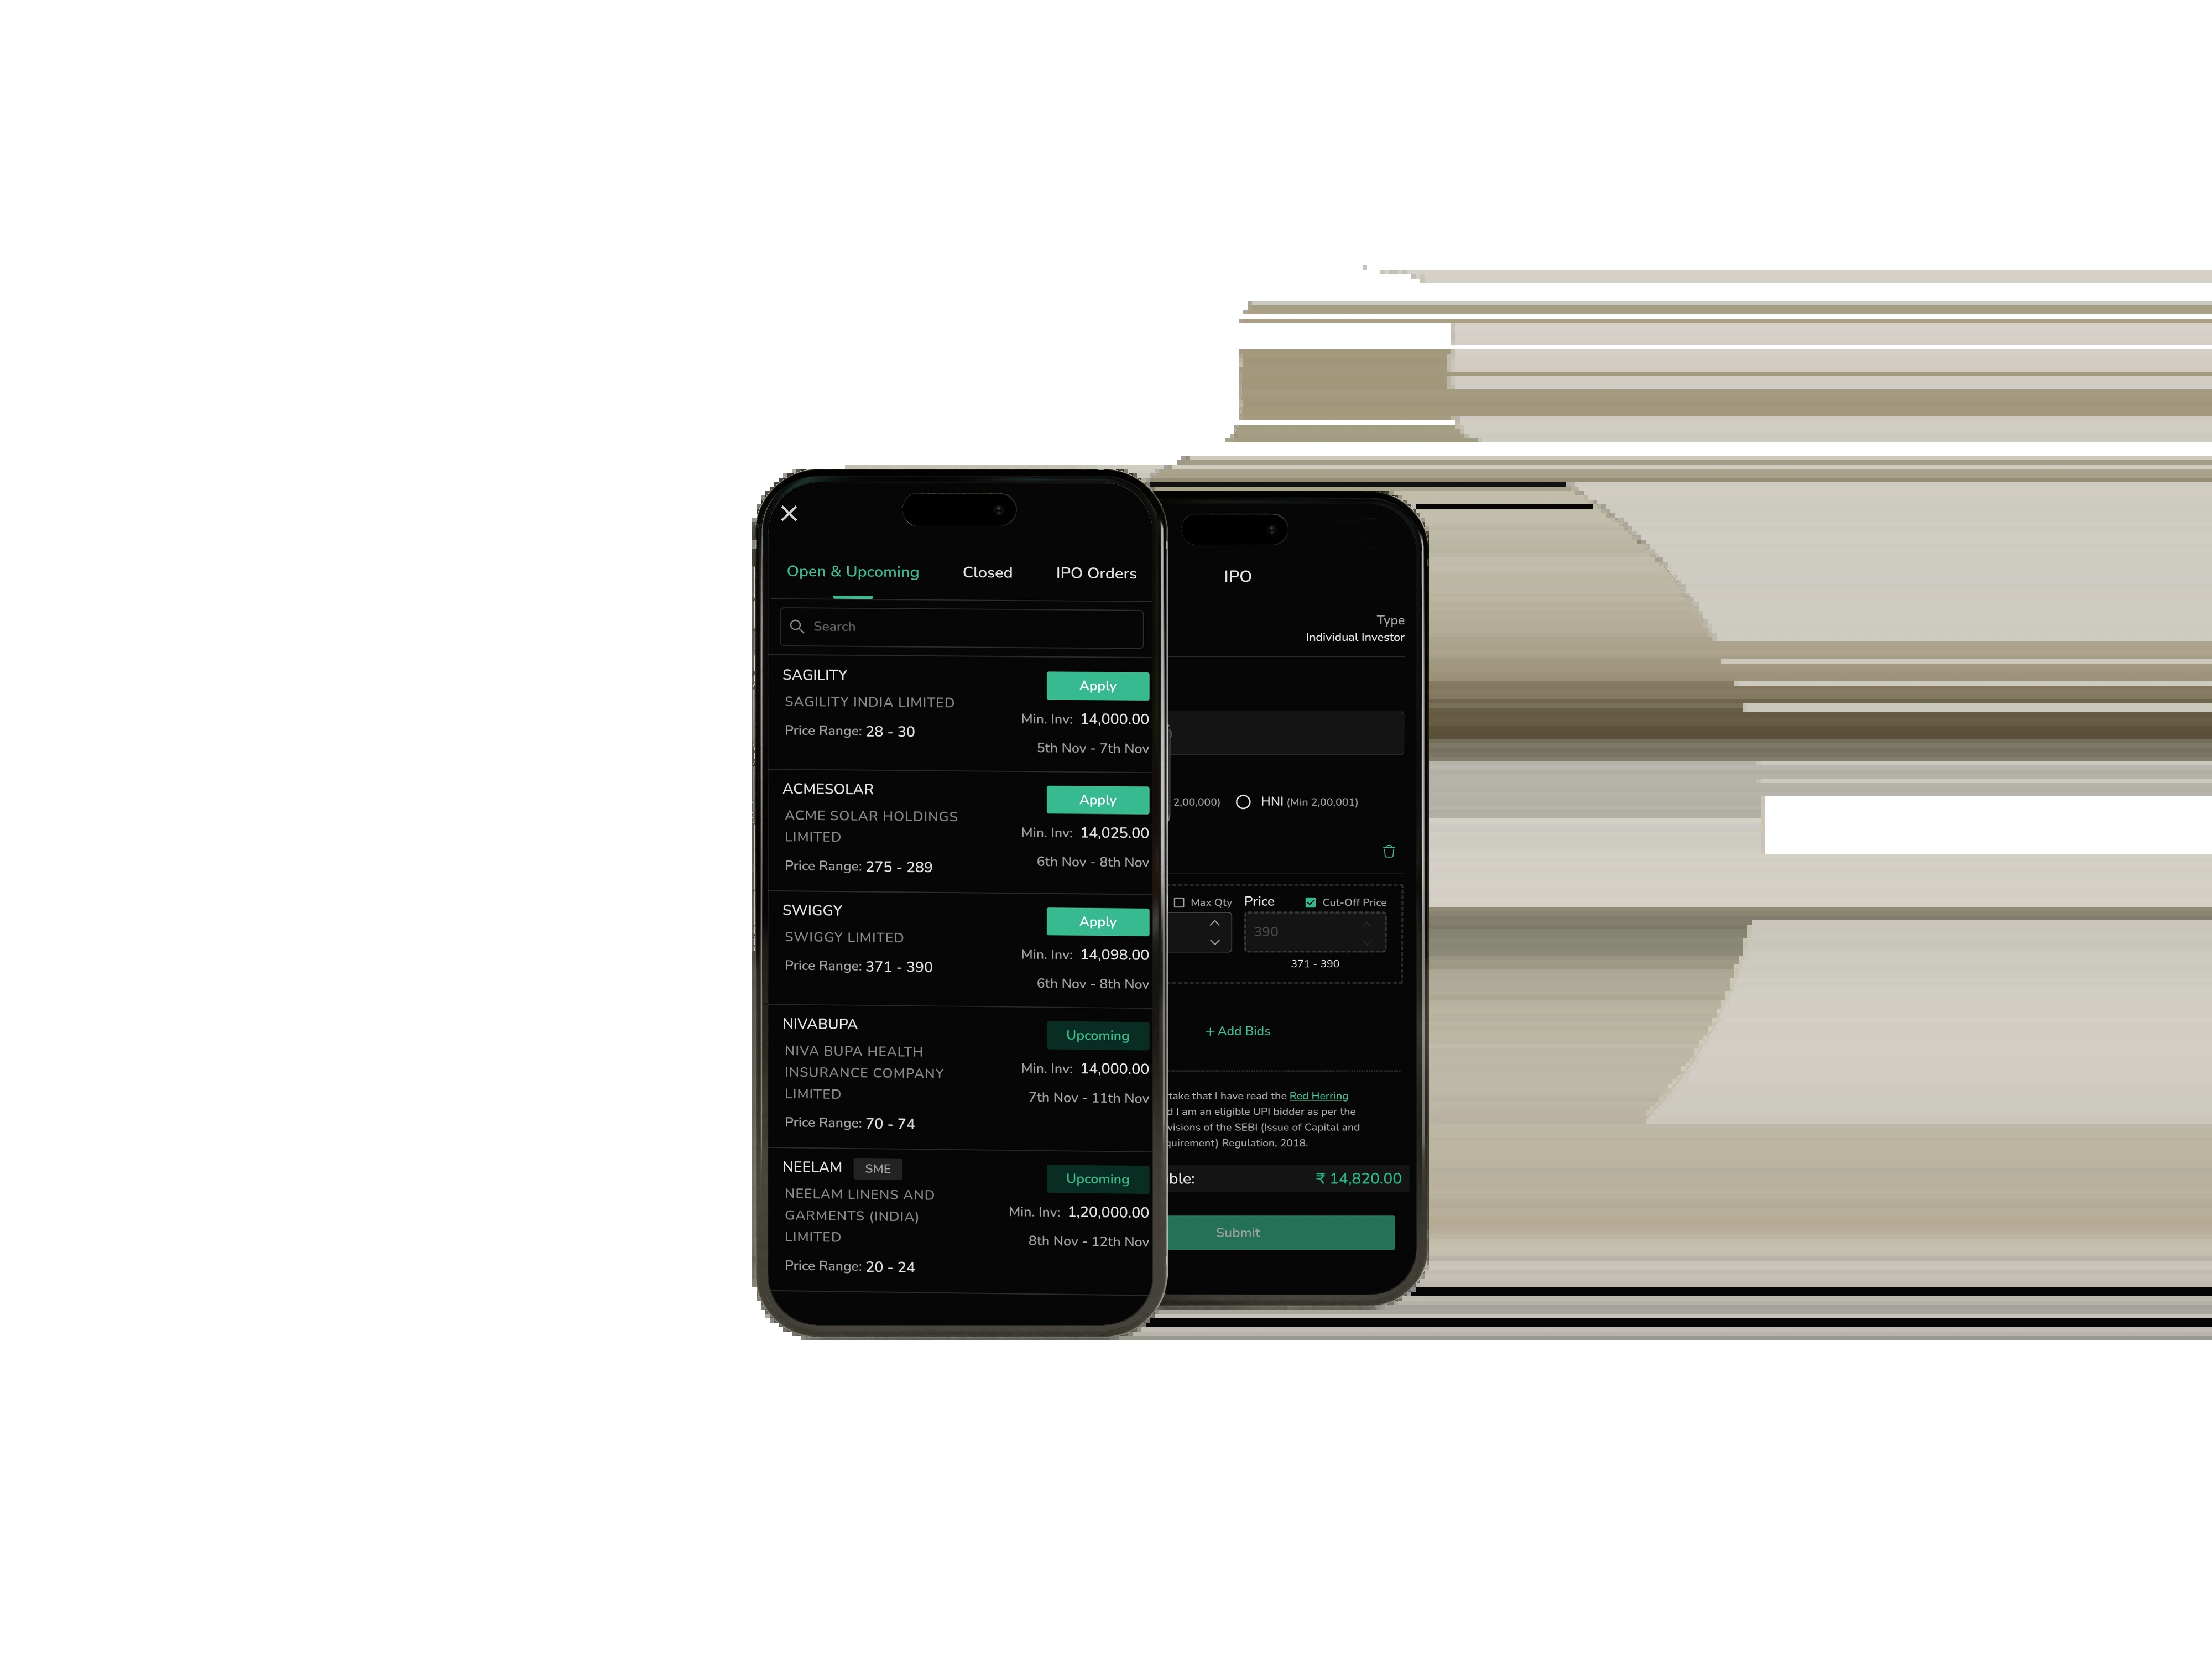 Open & Upcoming Closed IPO Orders
Search
SAGILITY
Apply
SAGILITY INDIA LIMITED
Min. Inv: 14,000.00
Price Range: 28 - 30
5th Nov - 7th Nov
ACMESOLAR
Apply
ACME SOLAR HOLDINGS
LIMITED
Min. Inv: 14,025.00
Price Range: 275 - 289
6th Nov - 8th Nov
SWIGGY
Apply
SWIGGY LIMITED
Min. Inv: 14,098.00
Price Range: 371 - 390
6th Nov - 8th Nov
NIVABUPA
Upcoming
NIVA BUPA HEALTH
INSURANCE COMPANY
LIMITED
Min. Inv: 14,000.00
7th Nov - 11th Nov
Price Range: 70 - 74
NEELAM SME
Upcoming
NEELAM LINENS AND
GARMENTS (INDIA)
LIMITED
Min. Inv: 1,20,000.00
8th Nov - 12th Nov
Price Range: 20 - 24
IPO
Type
Individual Investor
2,00,000) HNI (Min 2,00,001)
Max Qty Price Cut-Off Price
390
371 - 390
+ Add Bids
take that I have read the Red Herring
d I am an eligible UPI bidder as per the
visions of the SEBI (Issue of Capital and
quirement) Regulation, 2018.
ble: ₹ 14,820.00
Submit